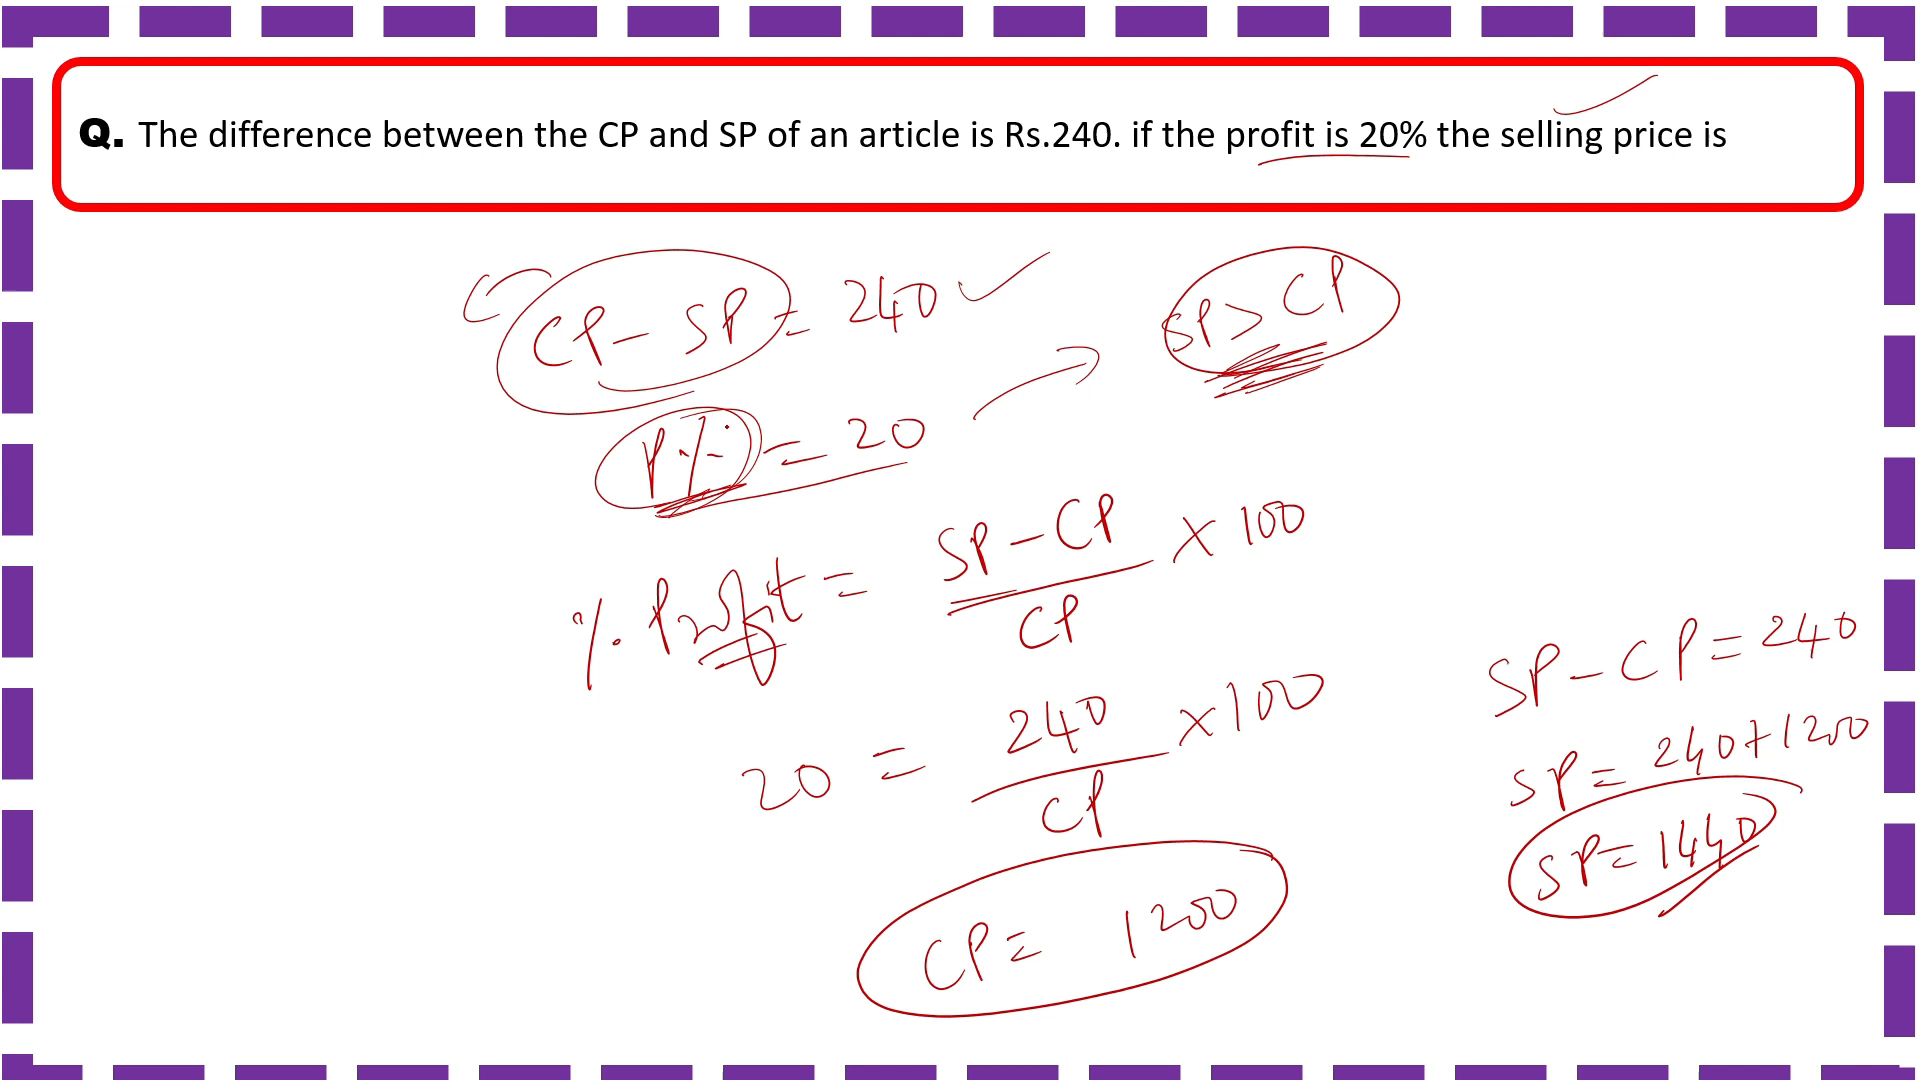 Q. The difference between the CP and SP of an article is Rs.240. if the profit is 20% the selling price is
CP - SP = 240
SP > CP
P% = 20
% Profit = SP - CP / CP × 100
20 = 240 / CP × 100
CP = 1200
SP - CP = 240
SP = 240 + 1200
SP = 1440